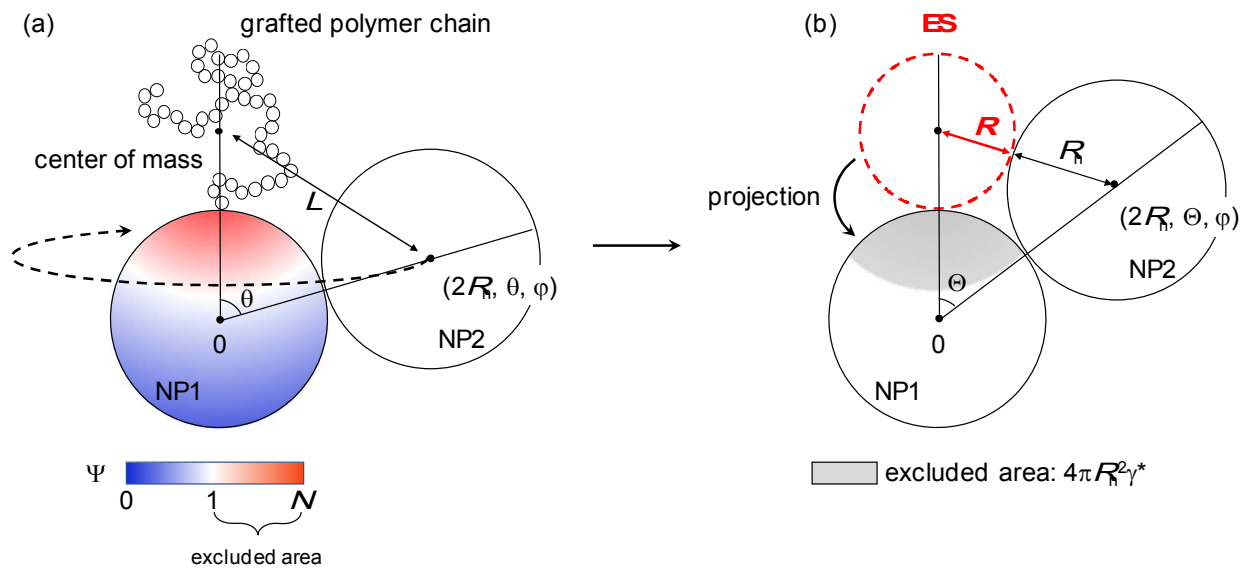 (a)
grafted polymer chain
center of mass
L
(2Rₕ, θ, φ)
θ
0
NP2
NP1
Ψ
0 1 N
excluded area
(b)
ES
R
Rₕ
projection
(2Rₕ, Θ, φ)
Θ
NP2
0
NP1
excluded area: 4πRₕ²γ*